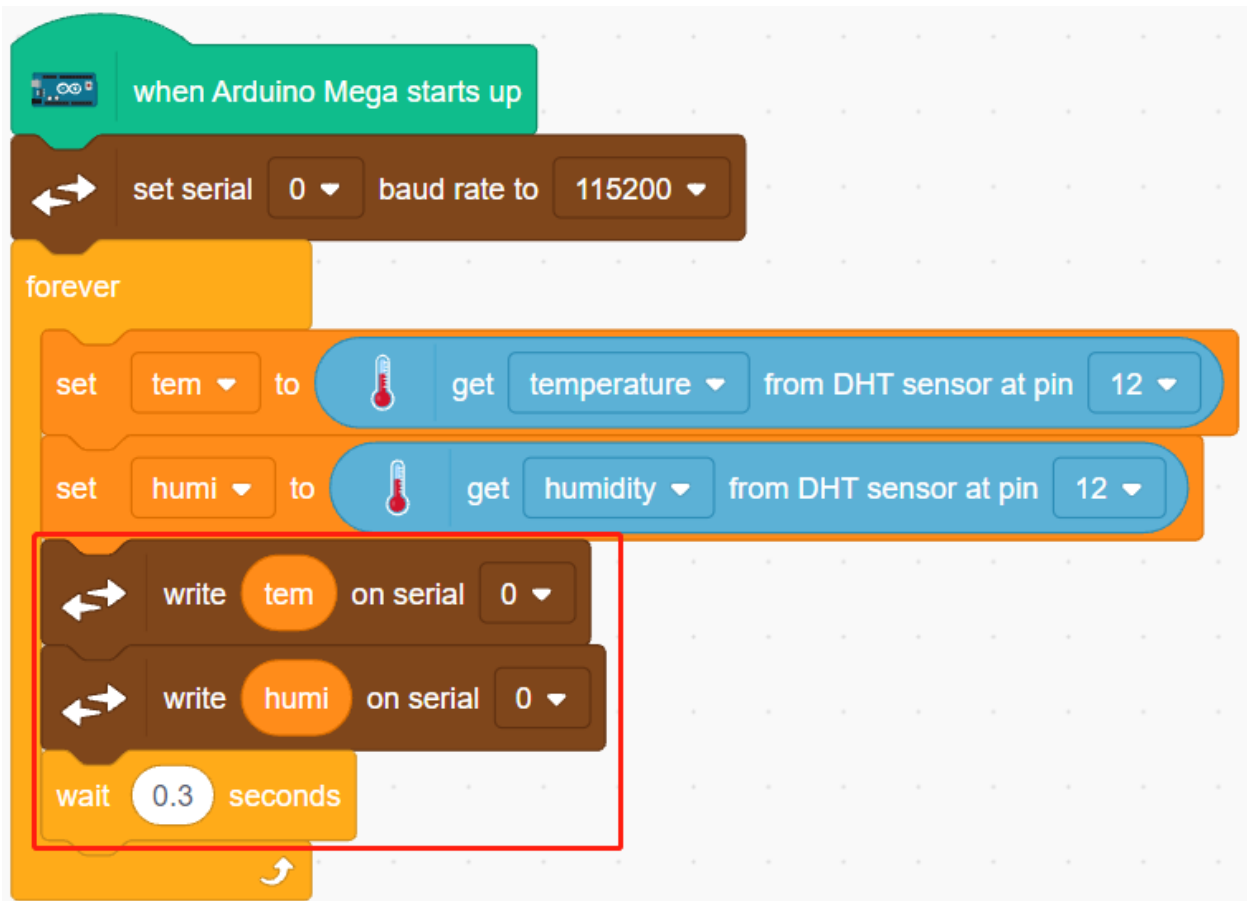 when Arduino Mega starts up
set serial 0 baud rate to 115200
forever
set tem to get temperature from DHT sensor at pin 12
set humi to get humidity from DHT sensor at pin 12
write tem on serial 0
write humi on serial 0
wait 0.3 seconds